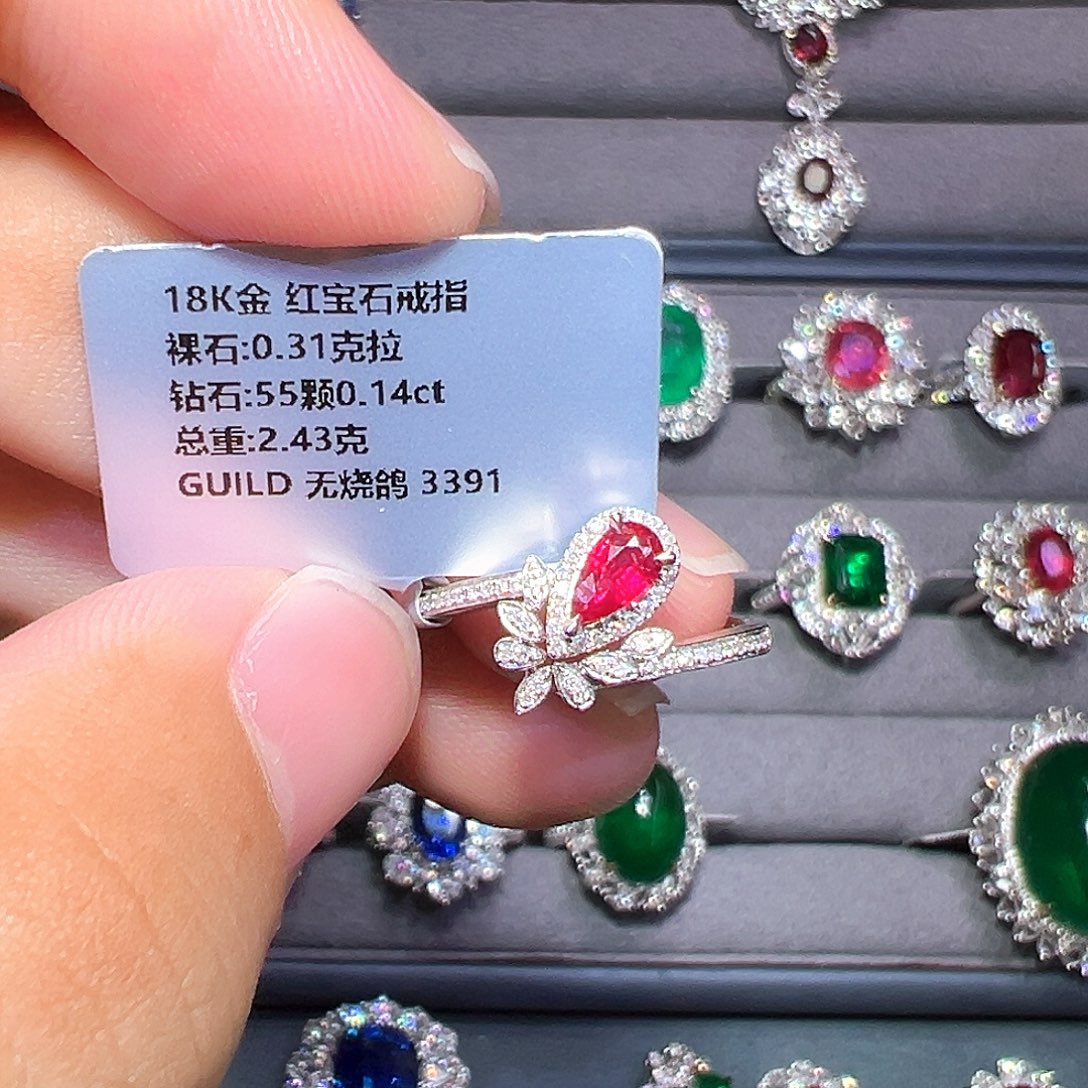 18K金 红宝石戒指
裸石:0.31克拉
钻石:55颗0.14ct
总重:2.43克
GUILD 无烧鸽 3391